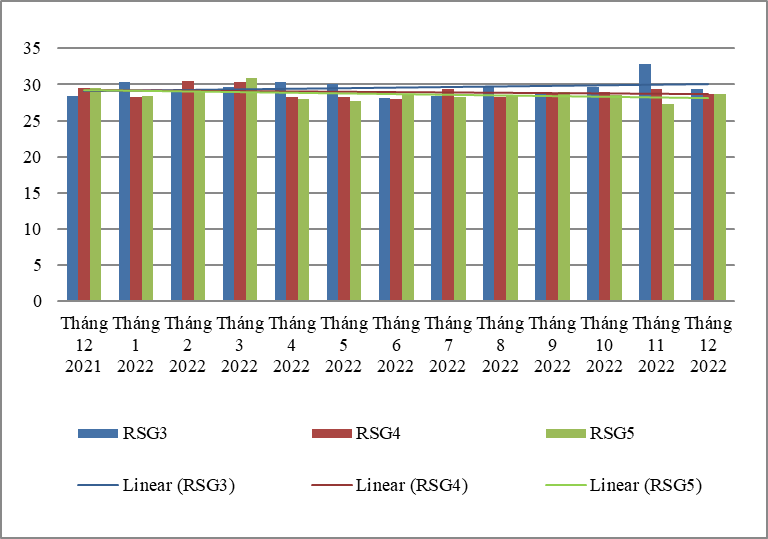 35
30
25
20
15
10
5
0
Tháng Tháng Tháng Tháng Tháng Tháng Tháng Tháng Tháng Tháng Tháng Tháng Tháng
12 1 2 3 4 5 6 7 8 9 10 11 12
2021 2022 2022 2022 2022 2022 2022 2022 2022 2022 2022 2022 2022
RSG3 RSG4 RSG5
Linear (RSG3) Linear (RSG4) Linear (RSG5)